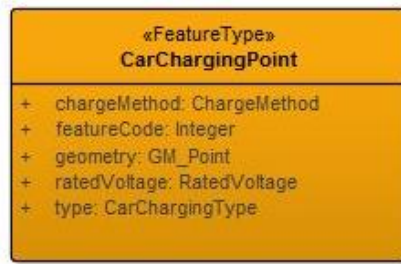 «FeatureType»
CarChargingPoint
+ chargeMethod: ChargeMethod
+ featureCode: Integer
+ geometry: GM_Point
+ ratedVoltage: RatedVoltage
+ type: CarChargingType